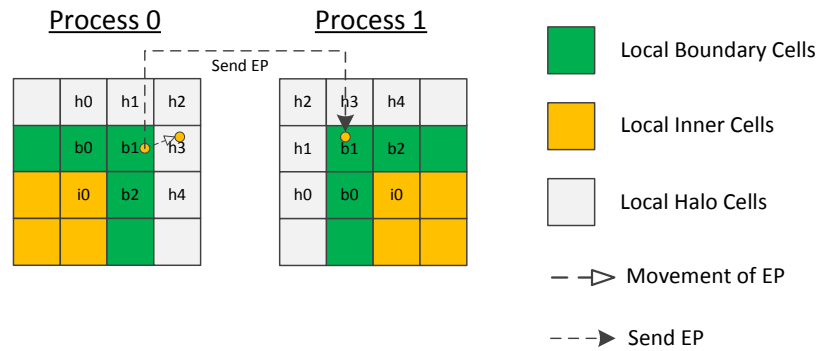 Process 0 Process 1
Send EP
h0 h1 h2
b0 b1 h3
i0 b2 h4
h2 h3 h4
h1 b1 b2
h0 b0 i0
Local Boundary Cells
Local Inner Cells
Local Halo Cells
Movement of EP
Send EP